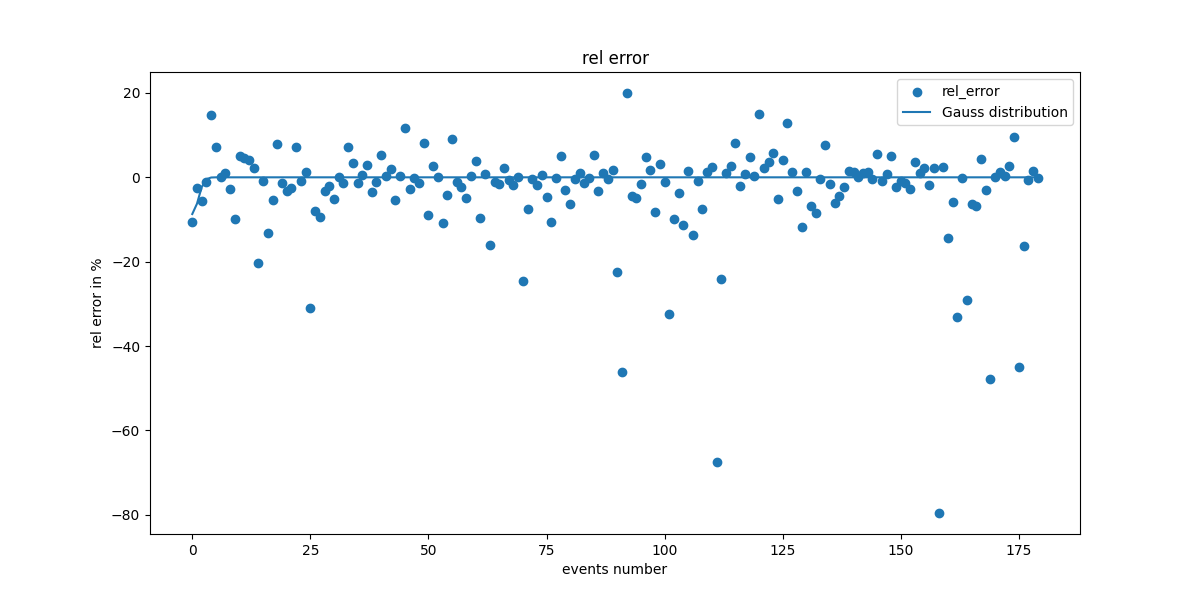 rel error
20
0
−20
−40
−60
−80
rel error in %
rel_error
Gauss distribution
0 25 50 75 100 125 150 175
events number